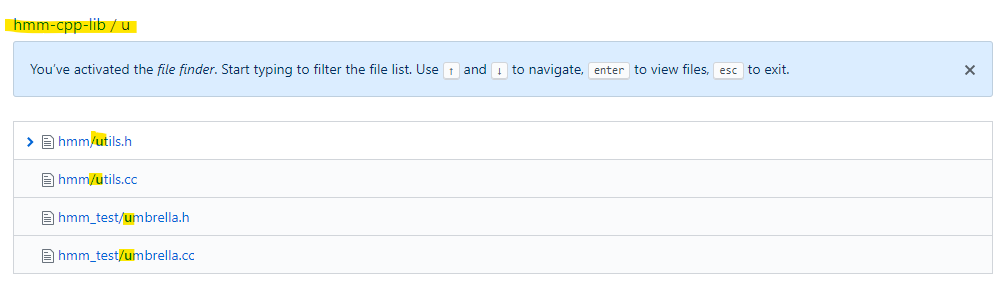 hmm-cpp-lib / u
You've activated the file finder. Start typing to filter the file list. Use ↑ and ↓ to navigate, enter to view files, esc to exit. ×
hmm/utils.h
hmm/utils.cc
hmm_test/umbrella.h
hmm_test/umbrella.cc